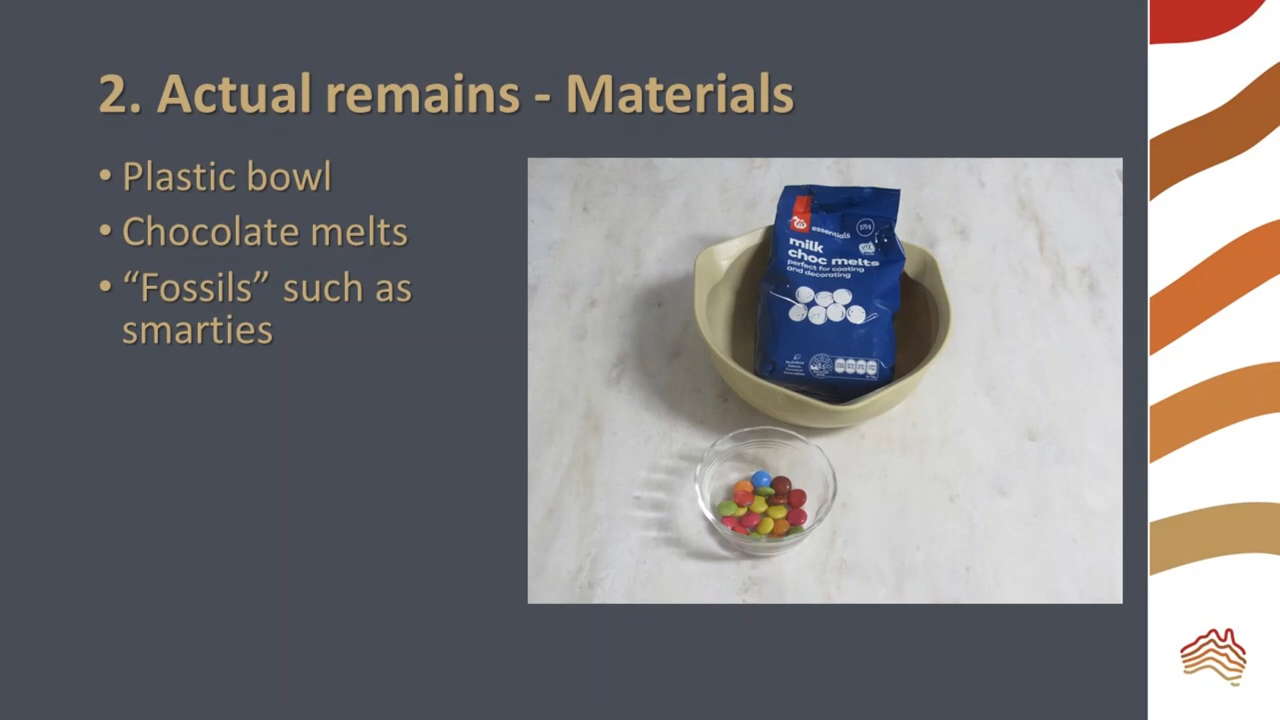 2. Actual remains - Materials
• Plastic bowl
• Chocolate melts
• “Fossils” such as
smarties
essentials
375g
milk
choc melts
perfect for coating
and decorating